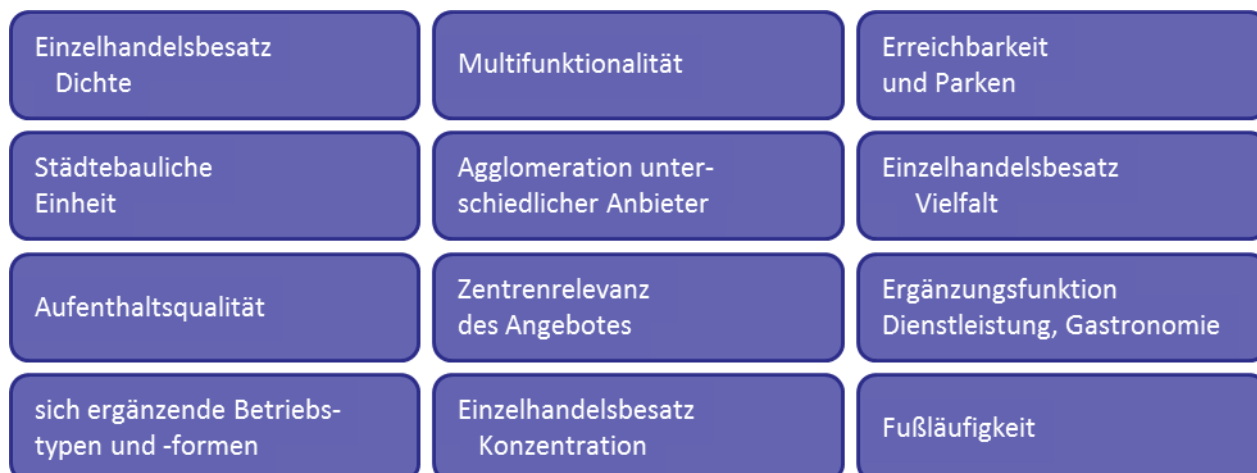 Einzelhandelsbesatz
Dichte
Multifunktionalität
Erreichbarkeit
und Parken
Städtebauliche
Einheit
Agglomeration unter-
schiedlicher Anbieter
Einzelhandelsbesatz
Vielfalt
Aufenthaltsqualität
Zentrenrelevanz
des Angebotes
Ergänzungsfunktion
Dienstleistung, Gastronomie
sich ergänzende Betriebs-
typen und -formen
Einzelhandelsbesatz
Konzentration
Fußläufigkeit